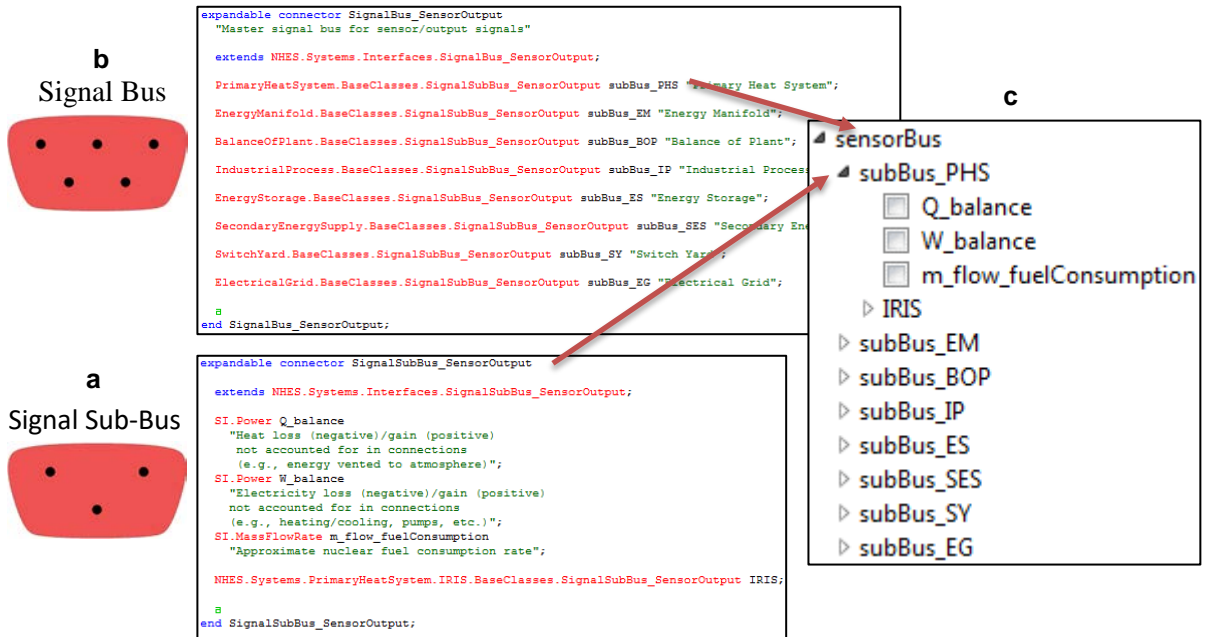 b
Signal Bus
expandable connector SignalBus_SensorOutput
"Master signal bus for sensor/output signals"
extends NHES.Systems.Interfaces.SignalBus_SensorOutput;
PrimaryHeatSystem.BaseClasses.SignalSubBus_SensorOutput subBus_PHS "Primary Heat System";
EnergyManifold.BaseClasses.SignalSubBus_SensorOutput subBus_EM "Energy Manifold";
BalanceOfPlant.BaseClasses.SignalSubBus_SensorOutput subBus_BOP "Balance of Plant";
IndustrialProcess.BaseClasses.SignalSubBus_SensorOutput subBus_IP "Industrial Process
EnergyStorage.BaseClasses.SignalSubBus_SensorOutput subBus_ES "Energy Storage";
SecondaryEnergySupply.BaseClasses.SignalSubBus_SensorOutput subBus_SES "Secondary Ene
SwitchYard.BaseClasses.SignalSubBus_SensorOutput subBus_SY "Switch Yard";
ElectricalGrid.BaseClasses.SignalSubBus_SensorOutput subBus_EG "Electrical Grid";
a
end SignalBus_SensorOutput;
a
Signal Sub-Bus
expandable connector SignalSubBus_SensorOutput
extends NHES.Systems.Interfaces.SignalSubBus_SensorOutput;
SI.Power Q_balance
"Heat loss (negative)/gain (positive)
not accounted for in connections
(e.g., energy vented to atmosphere)";
SI.Power W_balance
"Electricity loss (negative)/gain (positive)
not accounted for in connections
(e.g., heating/cooling, pumps, etc.)";
SI.MassFlowRate m_flow_fuelConsumption
"Approximate nuclear fuel consumption rate";
NHES.Systems.PrimaryHeatSystem.IRIS.BaseClasses.SignalSubBus_SensorOutput IRIS;
a
end SignalSubBus_SensorOutput;
c
sensorBus
subBus_PHS
Q_balance
W_balance
m_flow_fuelConsumption
IRIS
subBus_EM
subBus_BOP
subBus_IP
subBus_ES
subBus_SES
subBus_SY
subBus_EG